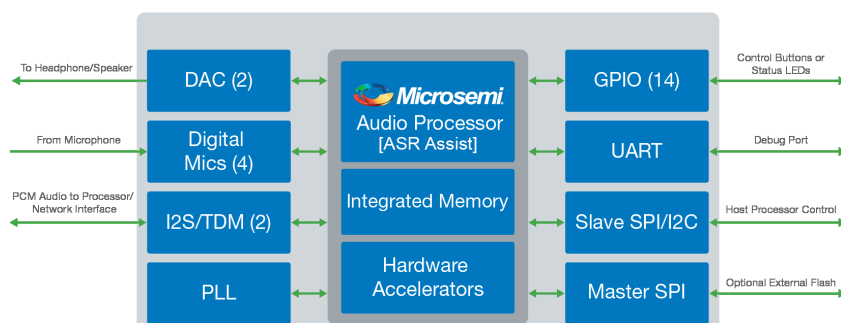 To Headphone/Speaker
DAC (2)
From Microphone
Digital
Mics (4)
PCM Audio to Processor/
Network Interface
I2S/TDM (2)
PLL
Microsemi.
Audio Processor
[ASR Assist]
Integrated Memory
Hardware
Accelerators
GPIO (14)
Control Buttons or
Status LEDs
UART
Debug Port
Slave SPI/I2C
Host Processor Control
Master SPI
Optional External Flash